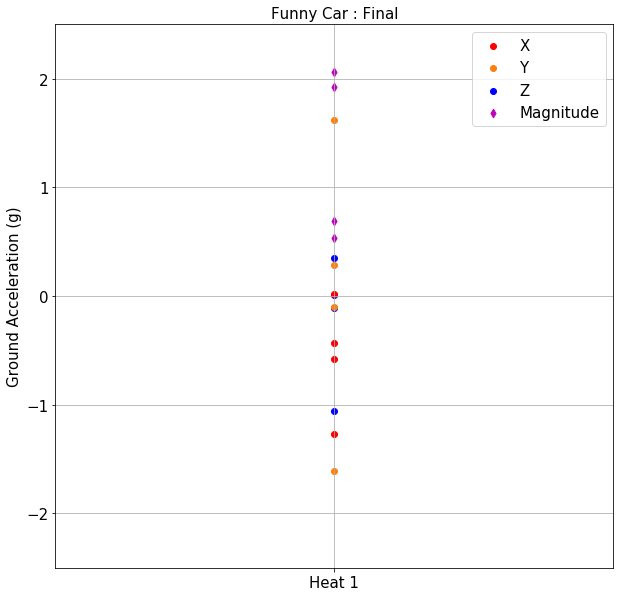 Funny Car : Final
X
Y
Z
Magnitude
Ground Acceleration (g)
2
1
0
−1
−2
Heat 1